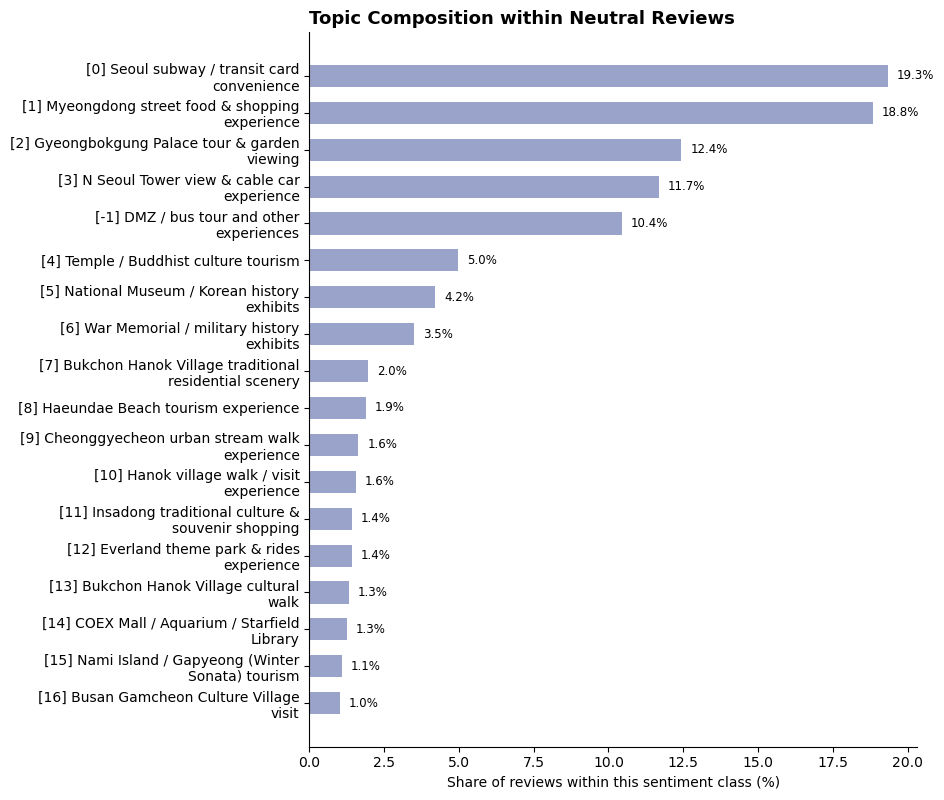 Topic Composition within Neutral Reviews
[0] Seoul subway / transit card
convenience
19.3%
[1] Myeongdong street food & shopping
experience
18.8%
[2] Gyeongbokgung Palace tour & garden
viewing
12.4%
[3] N Seoul Tower view & cable car
experience
11.7%
[-1] DMZ / bus tour and other
experiences
10.4%
[4] Temple / Buddhist culture tourism
5.0%
[5] National Museum / Korean history
exhibits
4.2%
[6] War Memorial / military history
exhibits
3.5%
[7] Bukchon Hanok Village traditional
residential scenery
2.0%
[8] Haeundae Beach tourism experience
1.9%
[9] Cheonggyecheon urban stream walk
experience
1.6%
[10] Hanok village walk / visit
experience
1.6%
[11] Insadong traditional culture &
souvenir shopping
1.4%
[12] Everland theme park & rides
experience
1.4%
[13] Bukchon Hanok Village cultural
walk
1.3%
[14] COEX Mall / Aquarium / Starfield
Library
1.3%
[15] Nami Island / Gapyeong (Winter
Sonata) tourism
1.1%
[16] Busan Gamcheon Culture Village
visit
1.0%
0.0 2.5 5.0 7.5 10.0 12.5 15.0 17.5 20.0
Share of reviews within this sentiment class (%)